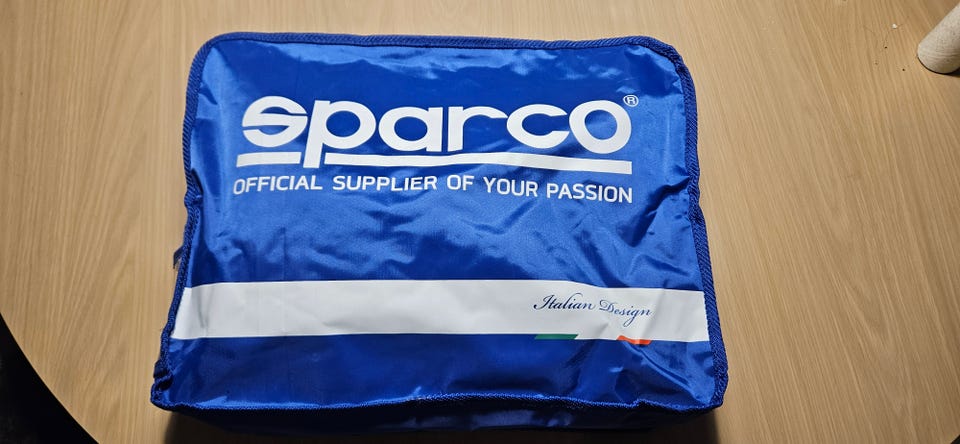 sparco®
OFFICIAL SUPPLIER OF YOUR PASSION
Italian Design